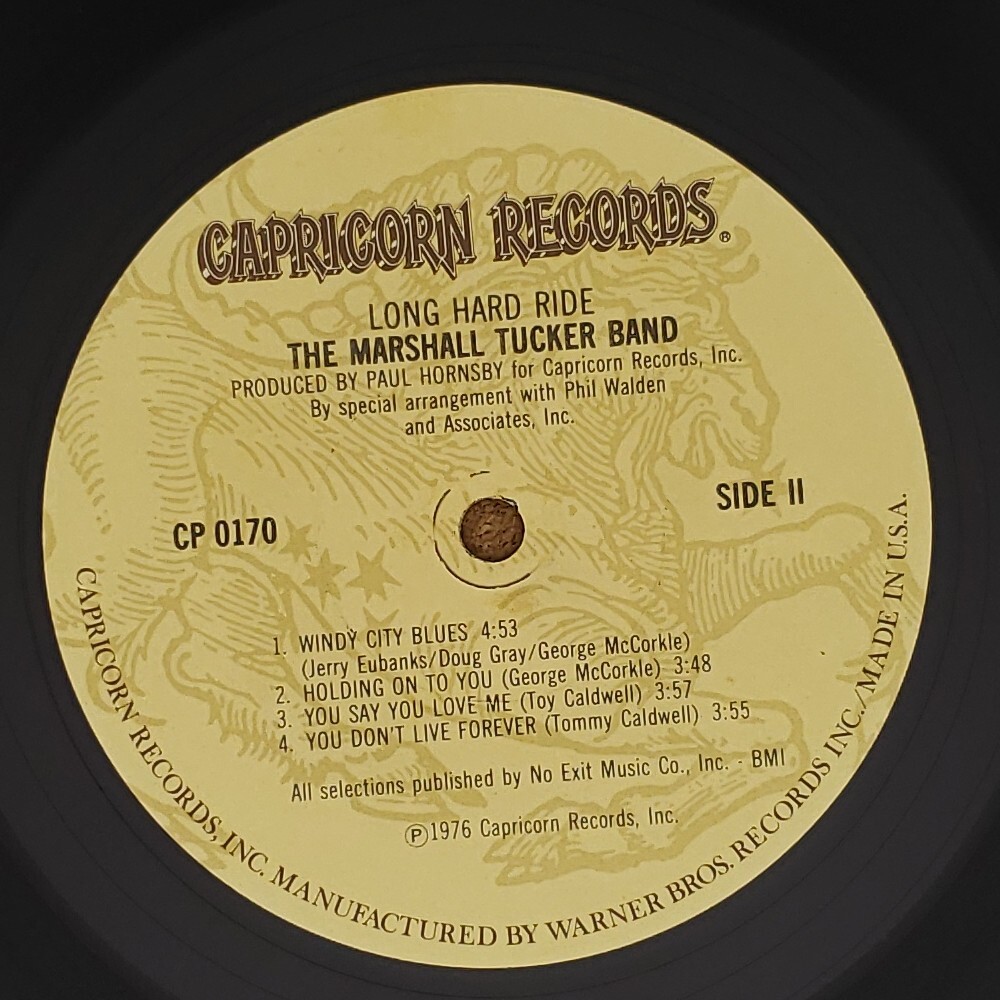 CAPRICORN RECORDS®
LONG HARD RIDE
THE MARSHALL TUCKER BAND
PRODUCED BY PAUL HORNSBY for Capricorn Records, Inc.
By special arrangement with Phil Walden
and Associates, Inc.
CP 0170
SIDE II
1. WINDY CITY BLUES 4:53
(Jerry Eubanks/Doug Gray/George McCorkle)
2. HOLDING ON TO YOU (George McCorkle) 3:48
3. YOU SAY YOU LOVE ME (Toy Caldwell) 3:57
4. YOU DON'T LIVE FOREVER (Tommy Caldwell) 3:55
All selections published by No Exit Music Co., Inc. - BMI
℗1976 Capricorn Records, Inc.
CAPRICORN RECORDS, INC. MANUFACTURED BY WARNER BROS. RECORDS INC./MADE IN U.S.A.